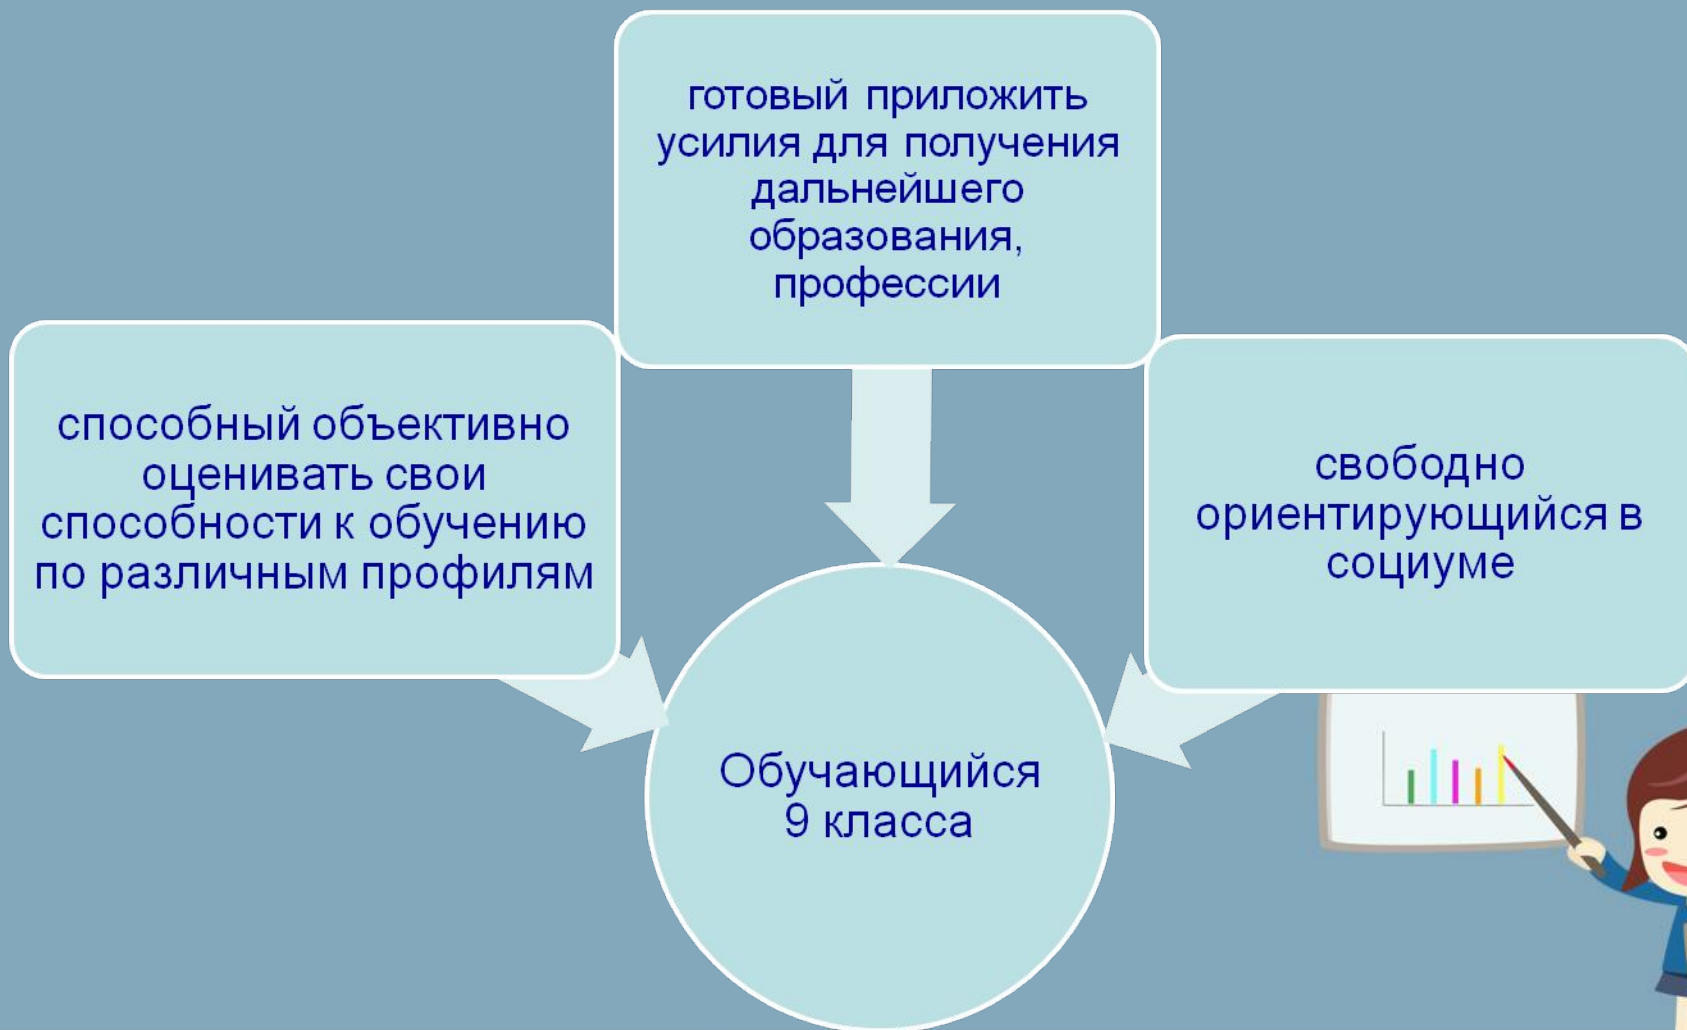 готовый приложить
усилия для получения
дальнейшего
образования,
профессии
способный объективно
оценивать свои
способности к обучению
по различным профилям
свободно
ориентирующийся в
социуме
Обучающийся
9 класса